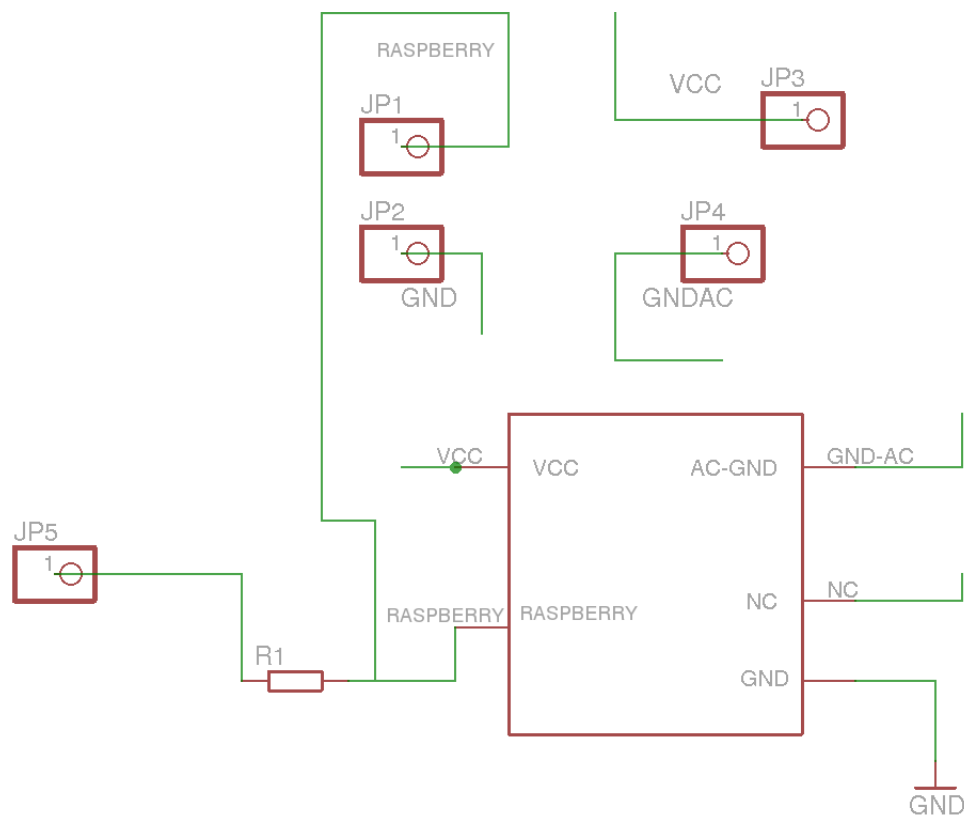 RASPBERRY
VCC
JP3
1
JP1
1
JP2
1
GND
JP4
1
GNDAC
VCC
VCC
AC-GND
GND-AC
JP5
1
NC
NC
RASPBERRY
RASPBERRY
R1
GND
GND